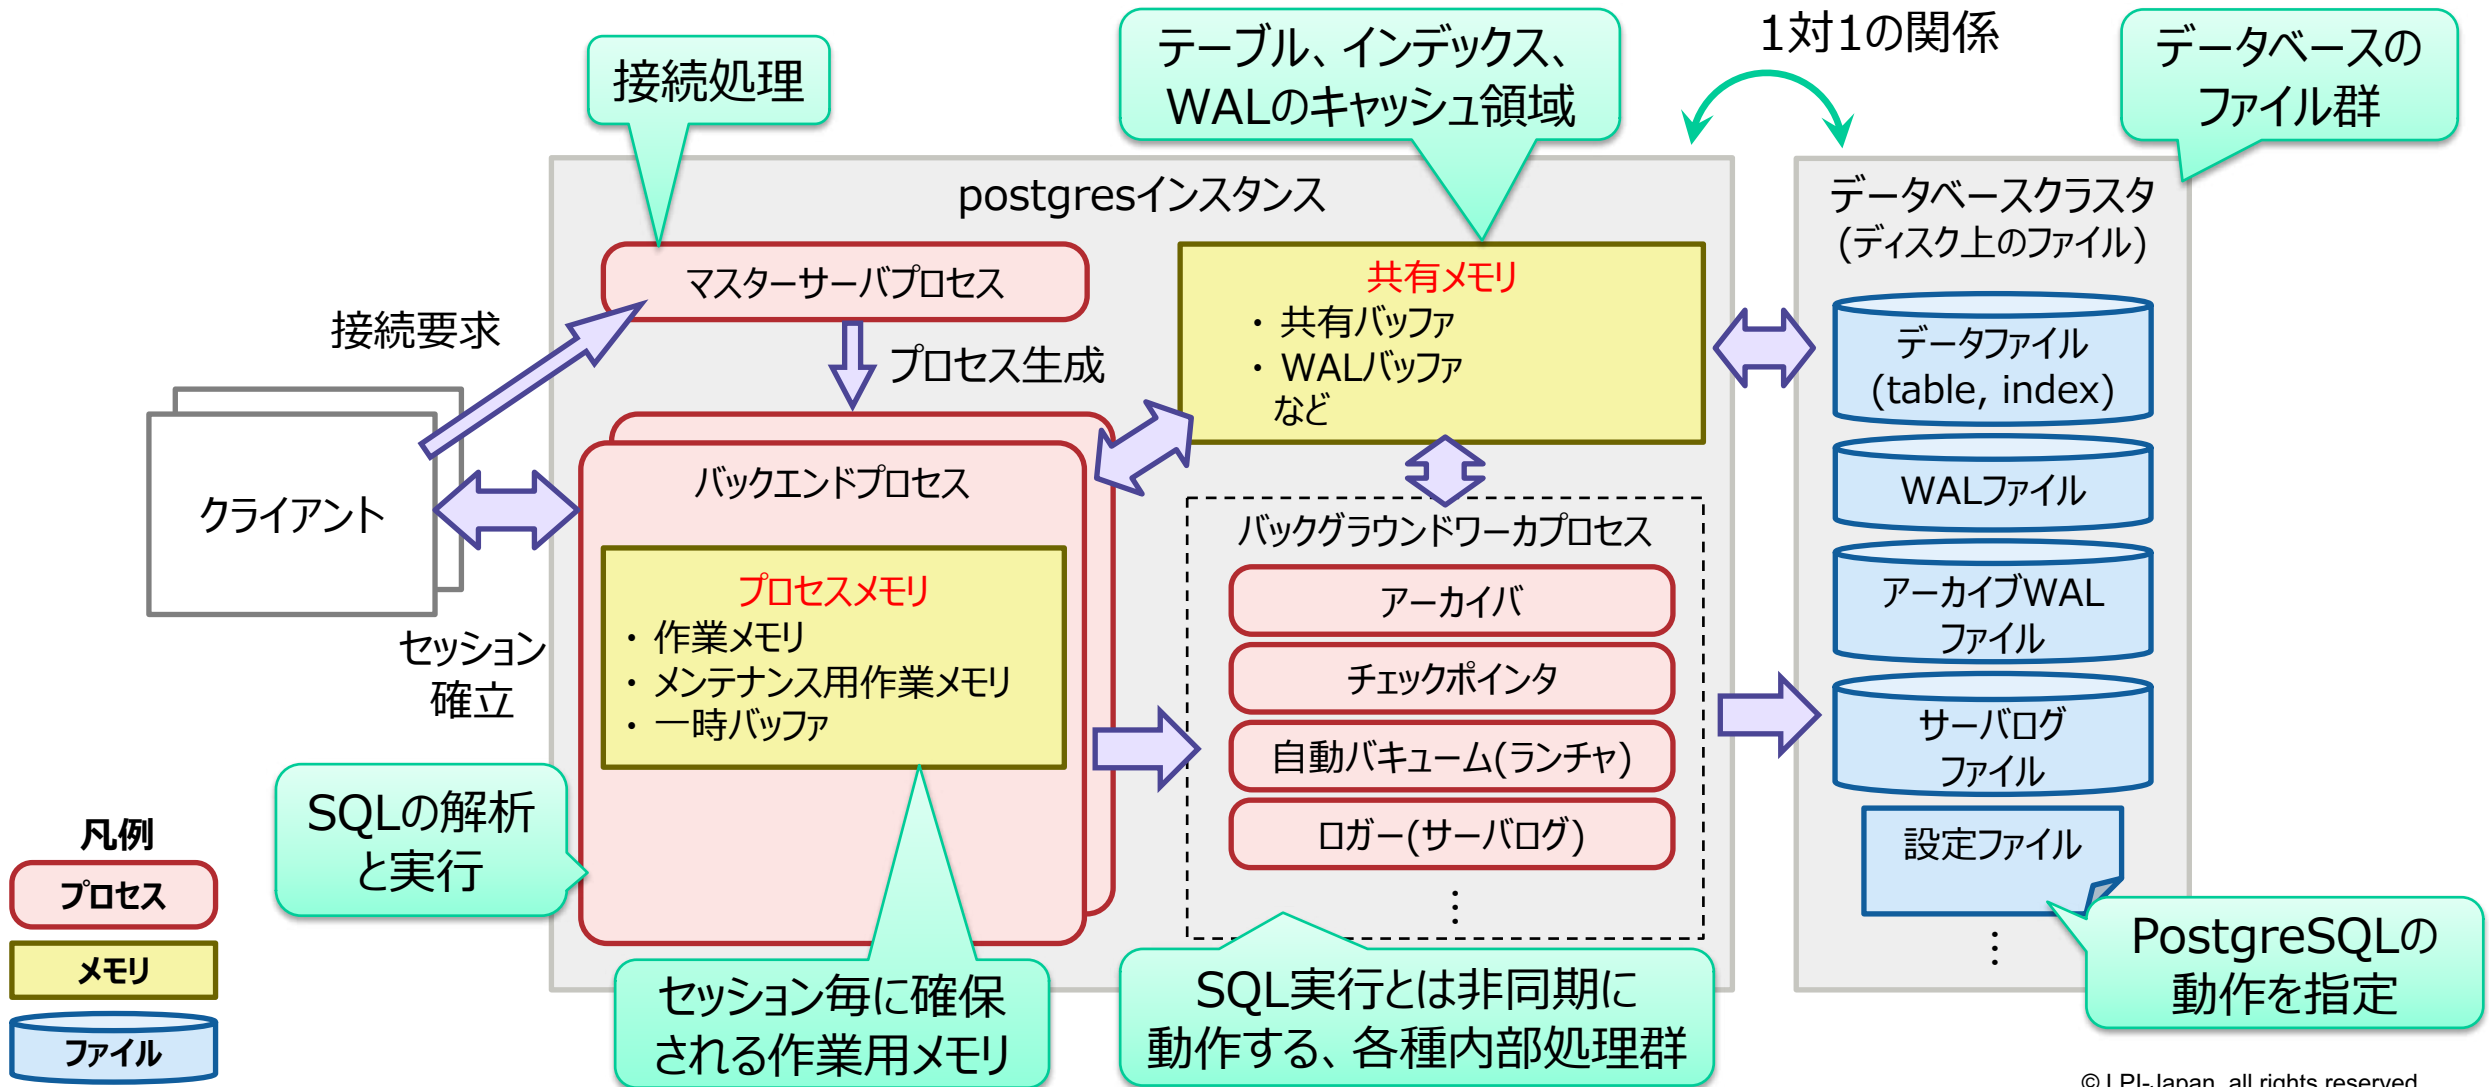 1対1の関係
接続処理
テーブル、インデックス、
WALのキャッシュ領域
データベースの
ファイル群
postgresインスタンス
データベースクラスタ
(ディスク上のファイル)
マスターサーバプロセス
共有メモリ
・ 共有バッファ
・ WALバッファ
など
接続要求
プロセス生成
データファイル
(table, index)
クライアント
バックエンドプロセス
WALファイル
バックグラウンドワーカプロセス
プロセスメモリ
・ 作業メモリ
・ メンテナンス用作業メモリ
・ 一時バッファ
アーカイバ
チェックポインタ
自動バキューム(ランチャ)
ロガー(サーバログ)
⋮
アーカイブWAL
ファイル
セッション
確立
サーバログ
ファイル
設定ファイル
⋮
SQLの解析
と実行
凡例
プロセス
メモリ
ファイル
セッション毎に確保
される作業用メモリ
SQL実行とは非同期に
動作する、各種内部処理群
PostgreSQLの
動作を指定
© LPI-Japan, all rights reserved